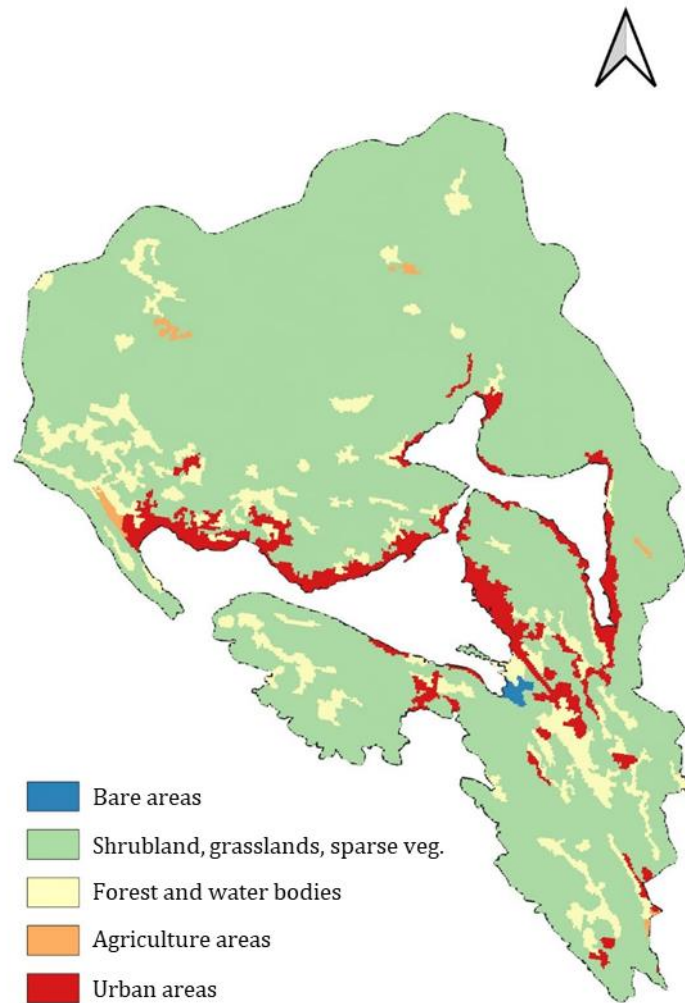 Bare areas
Shrubland, grasslands, sparse veg.
Forest and water bodies
Agriculture areas
Urban areas